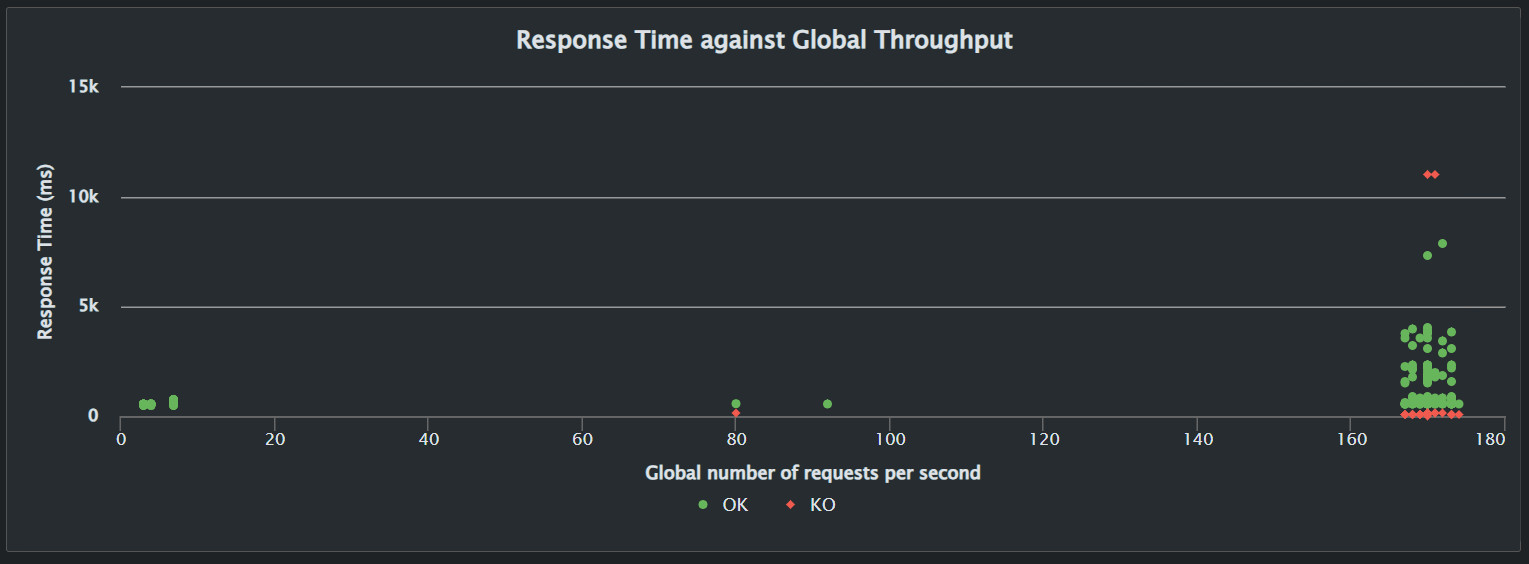 Response Time against Global Throughput
15k
10k
5k
0
Response Time (ms)
0 20 40 60 80 100 120 140 160 180
Global number of requests per second
OK KO